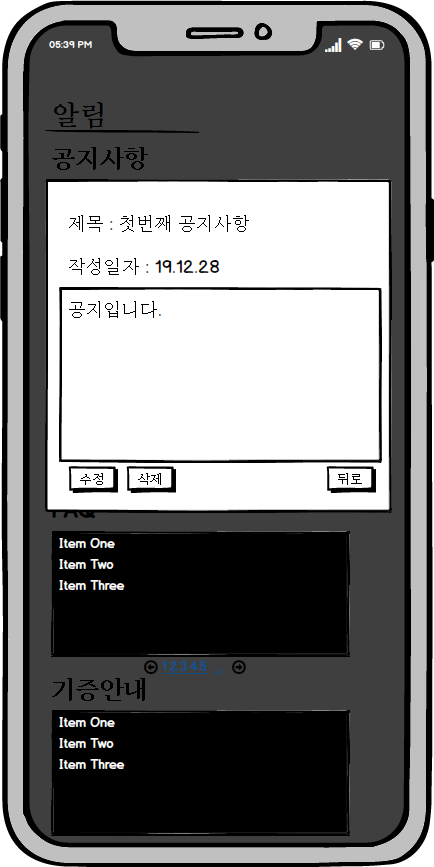 05:39 PM
알림
공지사항
제목 : 첫번째 공지사항
작성일자 : 19.12.28
공지입니다.
수정 삭제 뒤로
FAQ
Item One
Item Two
Item Three
1 2 3 4 5 ...
기증안내
Item One
Item Two
Item Three